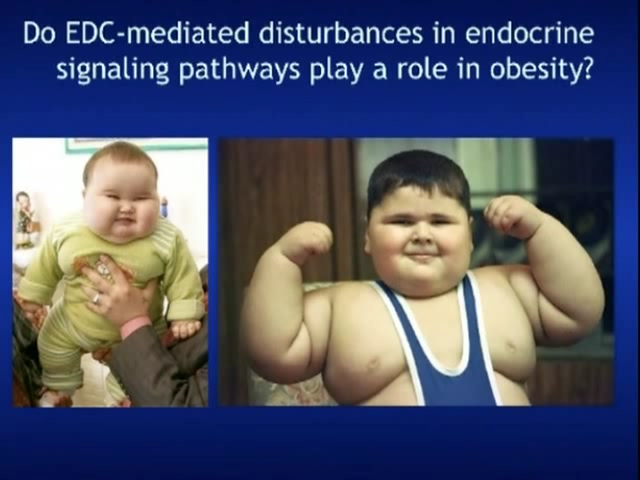 Do EDC-mediated disturbances in endocrine
signaling pathways play a role in obesity?